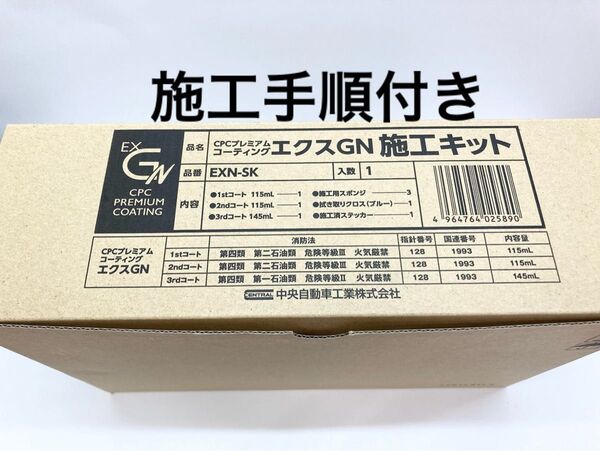 施工手順付き
EX
GN
CPC
PREMIUM
COATING
品名 CPCプレミアムコーティング エクスGN 施工キット
品番 EXN-SK 入数 1
内容
●1stコート 115mL 1 ●施工用スポンジ 3
●2ndコート 115mL 1 ●拭き取りクロス(ブルー) 1
●3rdコート 145mL 1 ●施工済ステッカー 1
4 964764 025890
CPCプレミアム
コーティング
エクスGN
消防法 指針番号 国連番号 内容量
1stコート 第四類 第二石油類 危険等級Ⅲ 火気厳禁 128 1993 115mL
2ndコート 第四類 第二石油類 危険等級Ⅲ 火気厳禁 128 1993 115mL
3rdコート 第四類 第一石油類 危険等級Ⅱ 火気厳禁 128 1993 145mL
CENTRAL 中央自動車工業株式会社